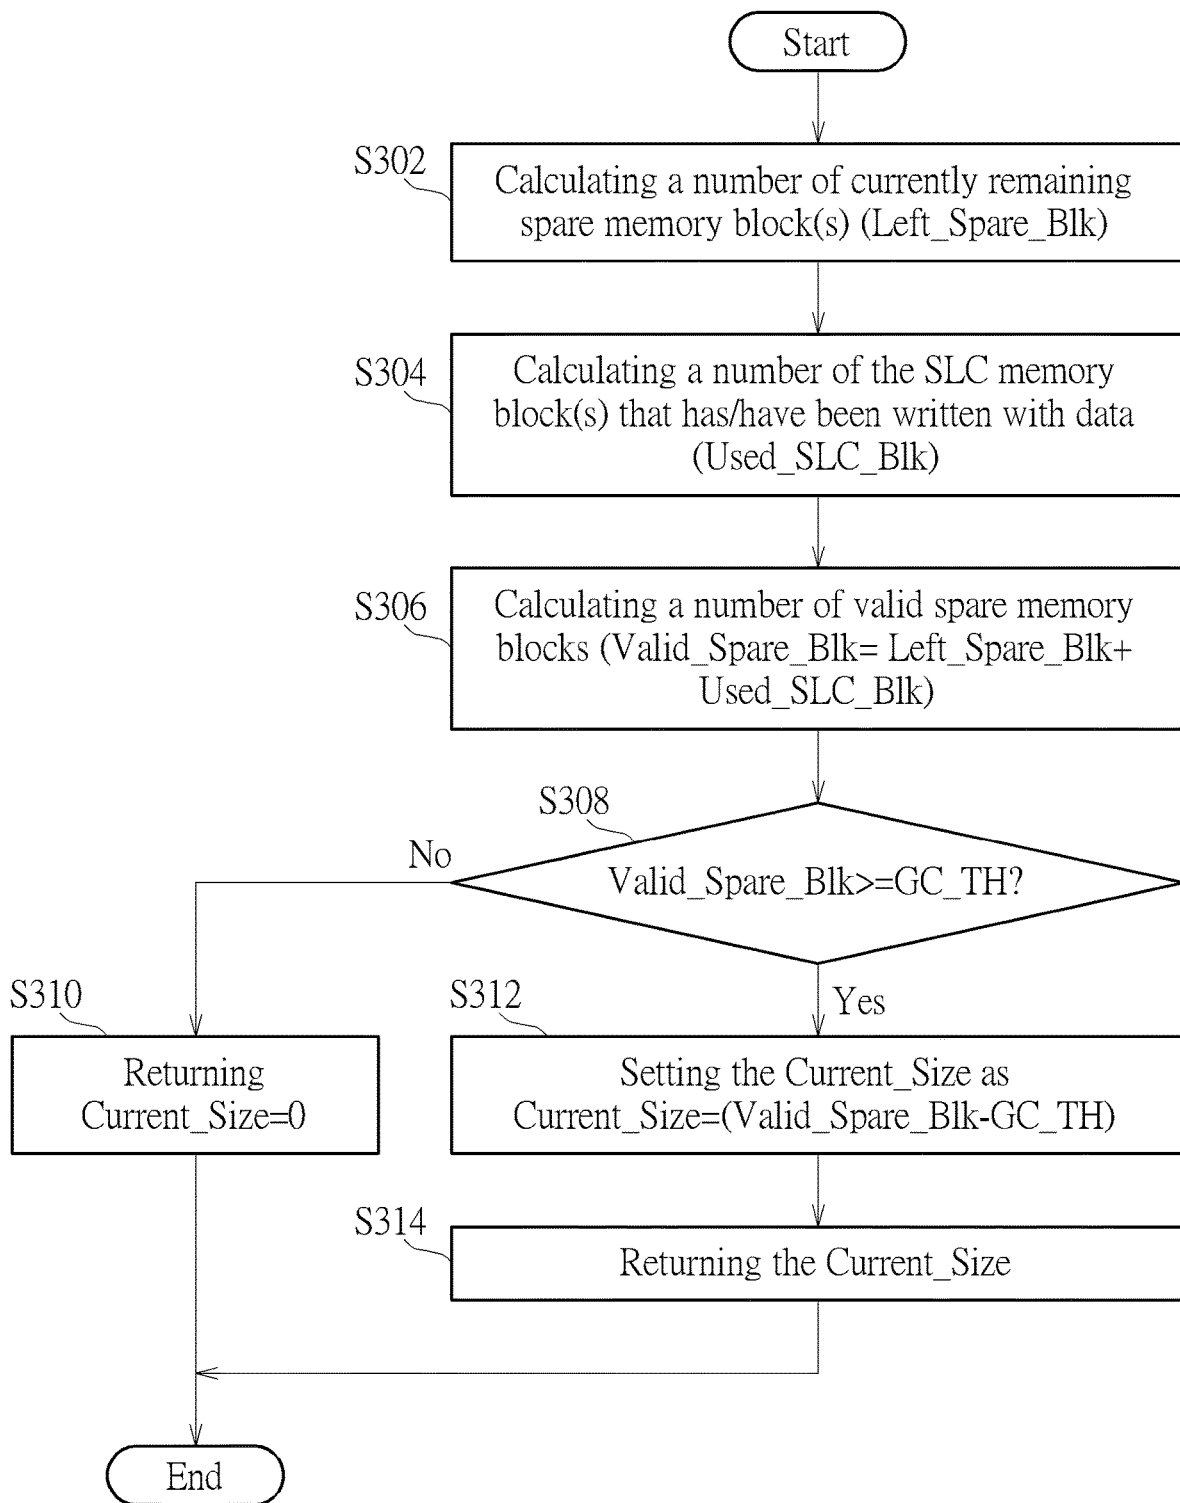 Start
S302
Calculating a number of currently remaining
spare memory block(s) (Left_Spare_Blk)
S304
Calculating a number of the SLC memory
block(s) that has/have been written with data
(Used_SLC_Blk)
S306
Calculating a number of valid spare memory
blocks (Valid_Spare_Blk= Left_Spare_Blk+
Used_SLC_Blk)
S308
No
Valid_Spare_Blk>=GC_TH?
Yes
S310
Returning
Current_Size=0
S312
Setting the Current_Size as
Current_Size=(Valid_Spare_Blk-GC_TH)
S314
Returning the Current_Size
End